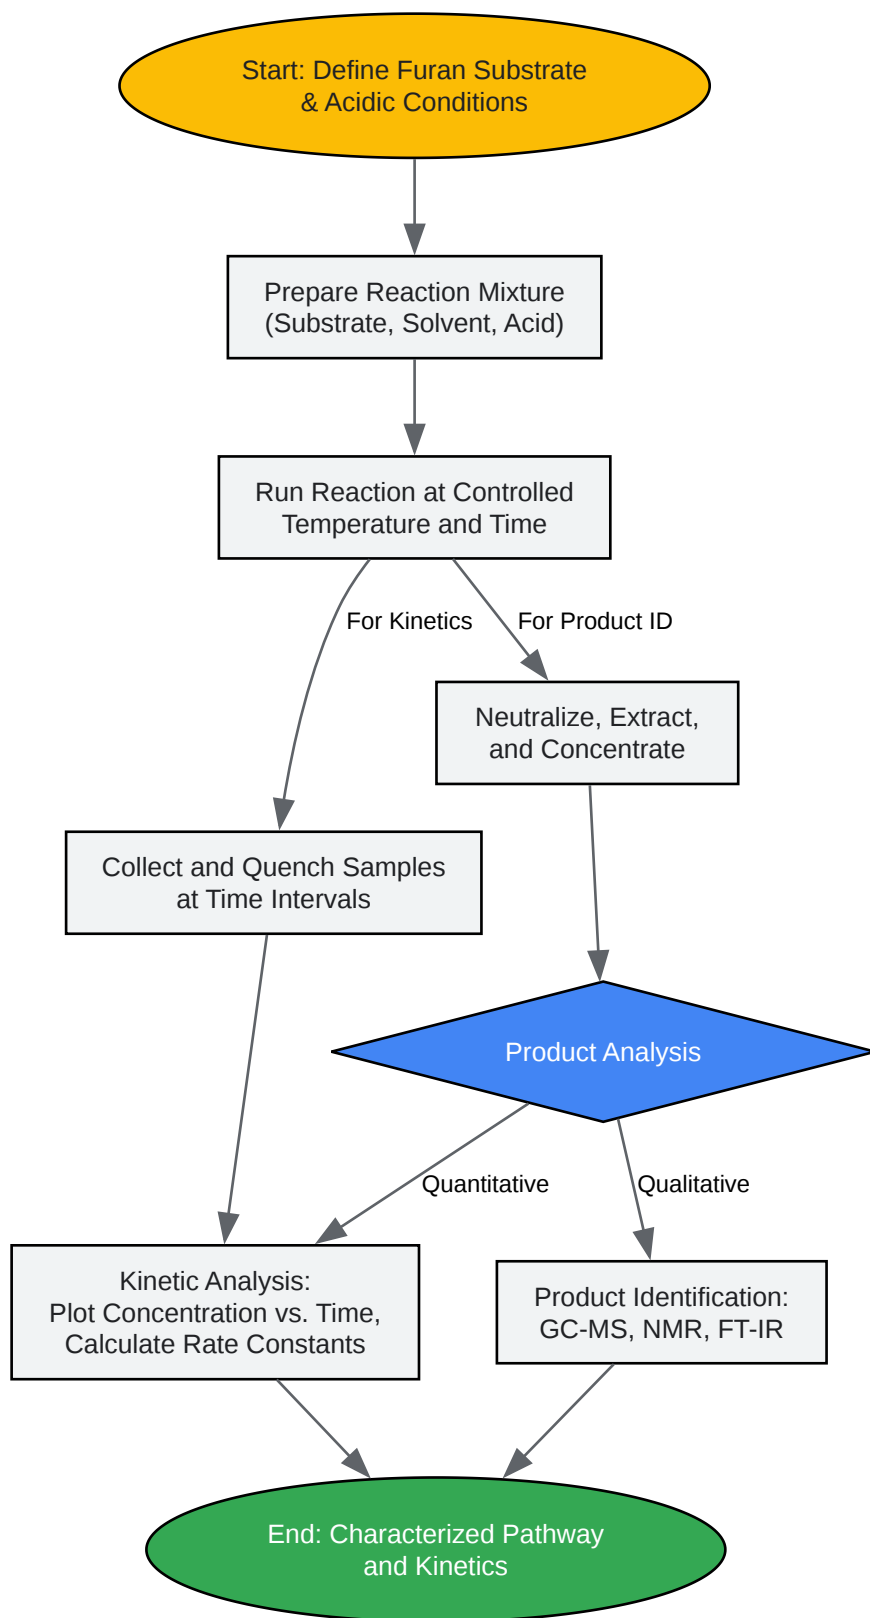 Start: Define Furan Substrate
& Acidic Conditions
Prepare Reaction Mixture
(Substrate, Solvent, Acid)
Run Reaction at Controlled
Temperature and Time
For Kinetics
For Product ID
Neutralize, Extract,
and Concentrate
Collect and Quench Samples
at Time Intervals
Product Analysis
Quantitative
Qualitative
Kinetic Analysis:
Plot Concentration vs. Time,
Calculate Rate Constants
Product Identification:
GC-MS, NMR, FT-IR
End: Characterized Pathway
and Kinetics